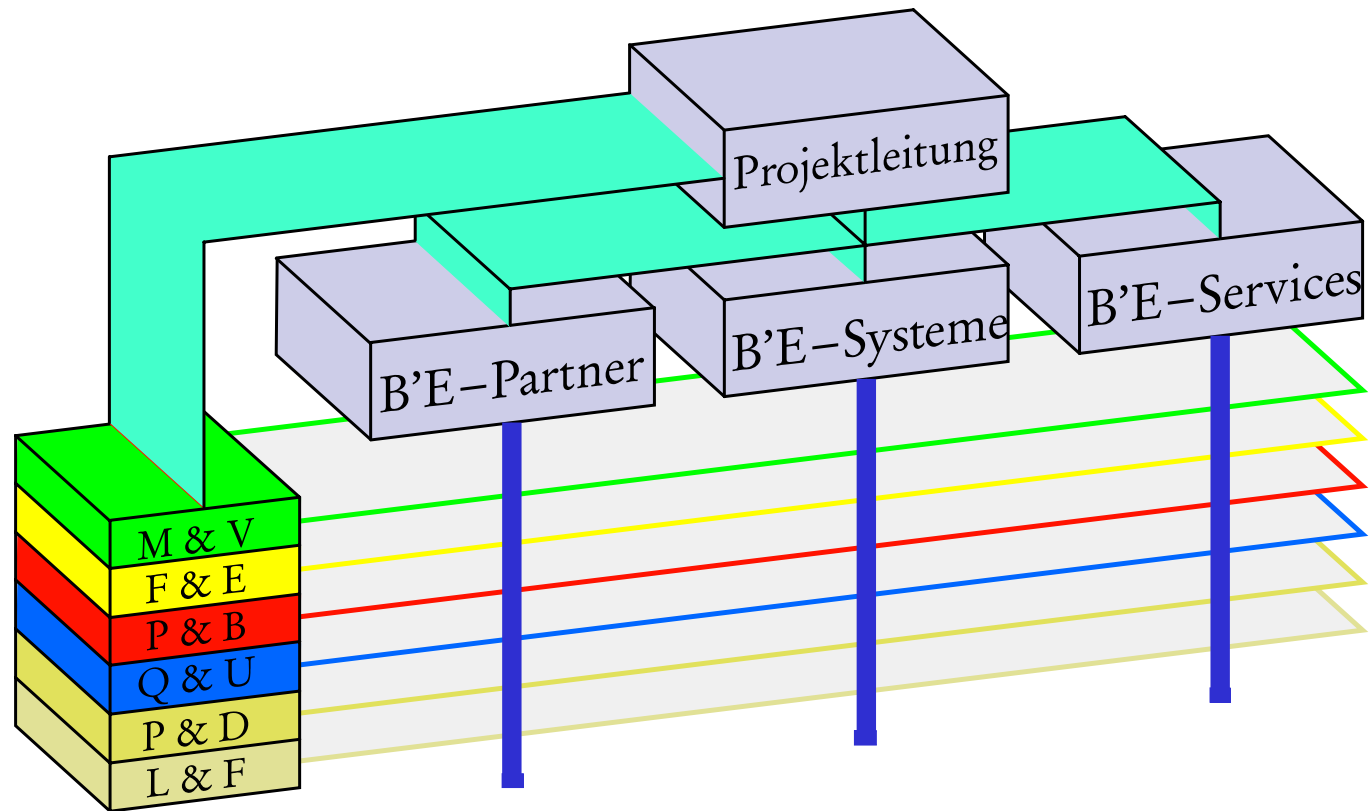 Projektleitung
B’E–Partner
B’E–Systeme
B’E–Services
M & V
F & E
P & B
Q & U
P & D
L & F